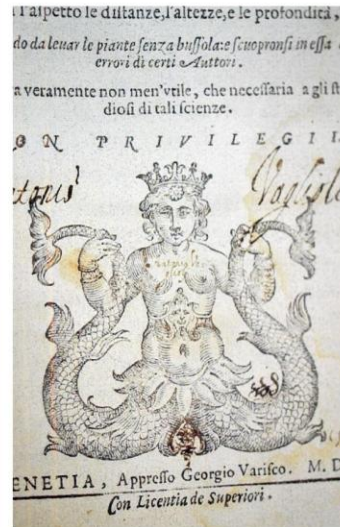 l'aspetto le distanze, l'altezze, e le profondità,
do da leuar le piante senza bussola: e scuopronsi in essa
errori di certi Auttori.
a veramente non men'vtile, che necessaria a gli st
diosi di tali scienze.
ON PRIVILEGII
ENETIA, Appresso Georgio Varisco. M. D
Con Licentia de Superiori.